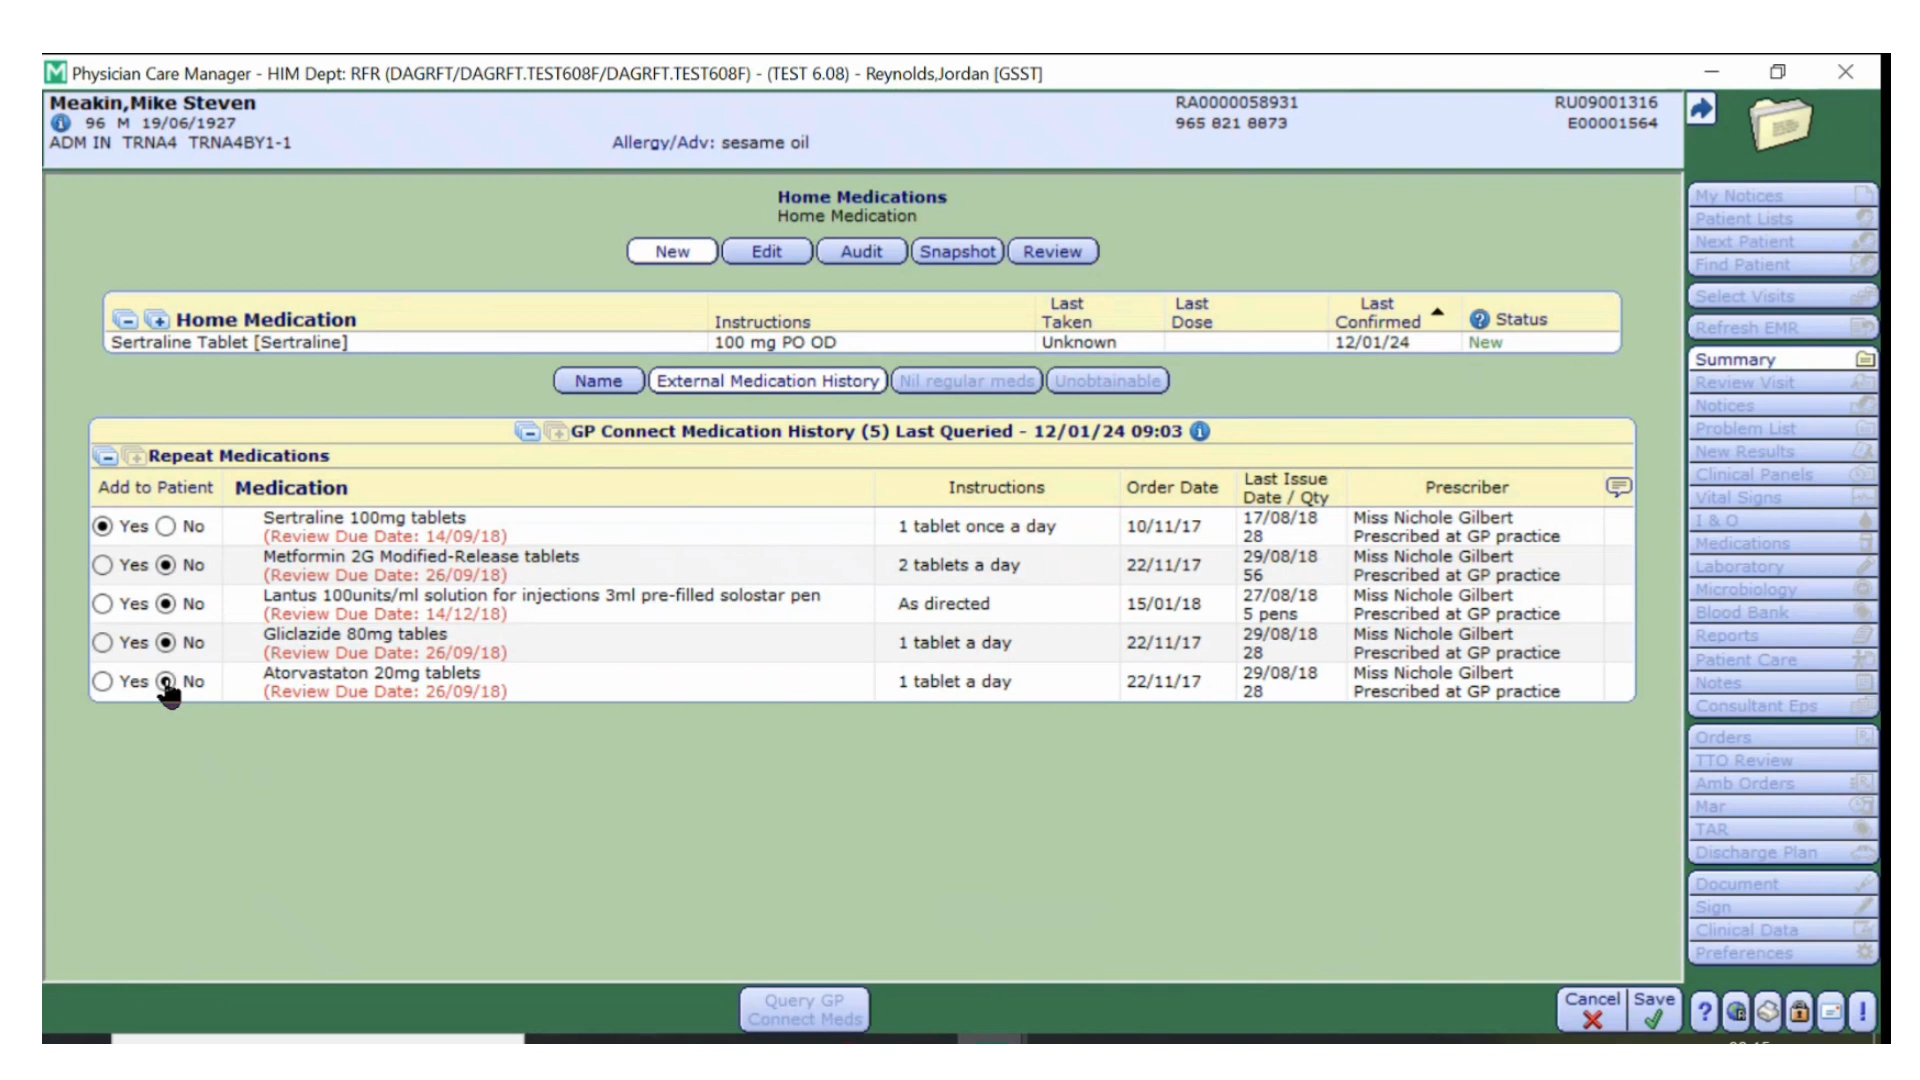 Physician Care Manager - HIM Dept: RFR (DAGRFT/DAGRFT.TEST608F/DAGRFT.TEST608F) - (TEST 6.08) - Reynolds,Jordan [GSST]
Meakin,Mike Steven RA0000058931 RU09001316
96 M 19/06/1927 965 821 8873 E00001564
ADM IN TRNA4 TRNA4BY1-1 Allergy/Adv: sesame oil
Home Medications
Home Medication
New Edit Audit Snapshot Review
Home Medication Instructions Last Taken Last Dose Last Confirmed Status
Sertraline Tablet [Sertraline] 100 mg PO OD Unknown 12/01/24 New
Name External Medication History Nil regular meds Unobtainable
GP Connect Medication History (5) Last Queried - 12/01/24 09:03
Repeat Medications
Add to Patient Medication Instructions Order Date Last Issue Date / Qty Prescriber
Yes No Sertraline 100mg tablets 1 tablet once a day 10/11/17 17/08/18 Miss Nichole Gilbert
(Review Due Date: 14/09/18) 28 Prescribed at GP practice
Yes No Metformin 2G Modified-Release tablets 2 tablets a day 22/11/17 29/08/18 Miss Nichole Gilbert
(Review Due Date: 26/09/18) 56 Prescribed at GP practice
Yes No Lantus 100units/ml solution for injections 3ml pre-filled solostar pen As directed 15/01/18 27/08/18 Miss Nichole Gilbert
(Review Due Date: 14/12/18) 5 pens Prescribed at GP practice
Yes No Gliclazide 80mg tables 1 tablet a day 22/11/17 29/08/18 Miss Nichole Gilbert
(Review Due Date: 26/09/18) 28 Prescribed at GP practice
Yes No Atorvastaton 20mg tablets 1 tablet a day 22/11/17 29/08/18 Miss Nichole Gilbert
(Review Due Date: 26/09/18) 28 Prescribed at GP practice
Query GP
Connect Meds
Cancel Save
My Notices
Patient Lists
Next Patient
Find Patient
Select Visits
Refresh EMR
Summary
Review Visit
Notices
Problem List
New Results
Clinical Panels
Vital Signs
I & O
Medications
Laboratory
Microbiology
Blood Bank
Reports
Patient Care
Notes
Consultant Eps
Orders
TTO Review
Amb Orders
Mar
TAR
Discharge Plan
Document
Sign
Clinical Data
Preferences